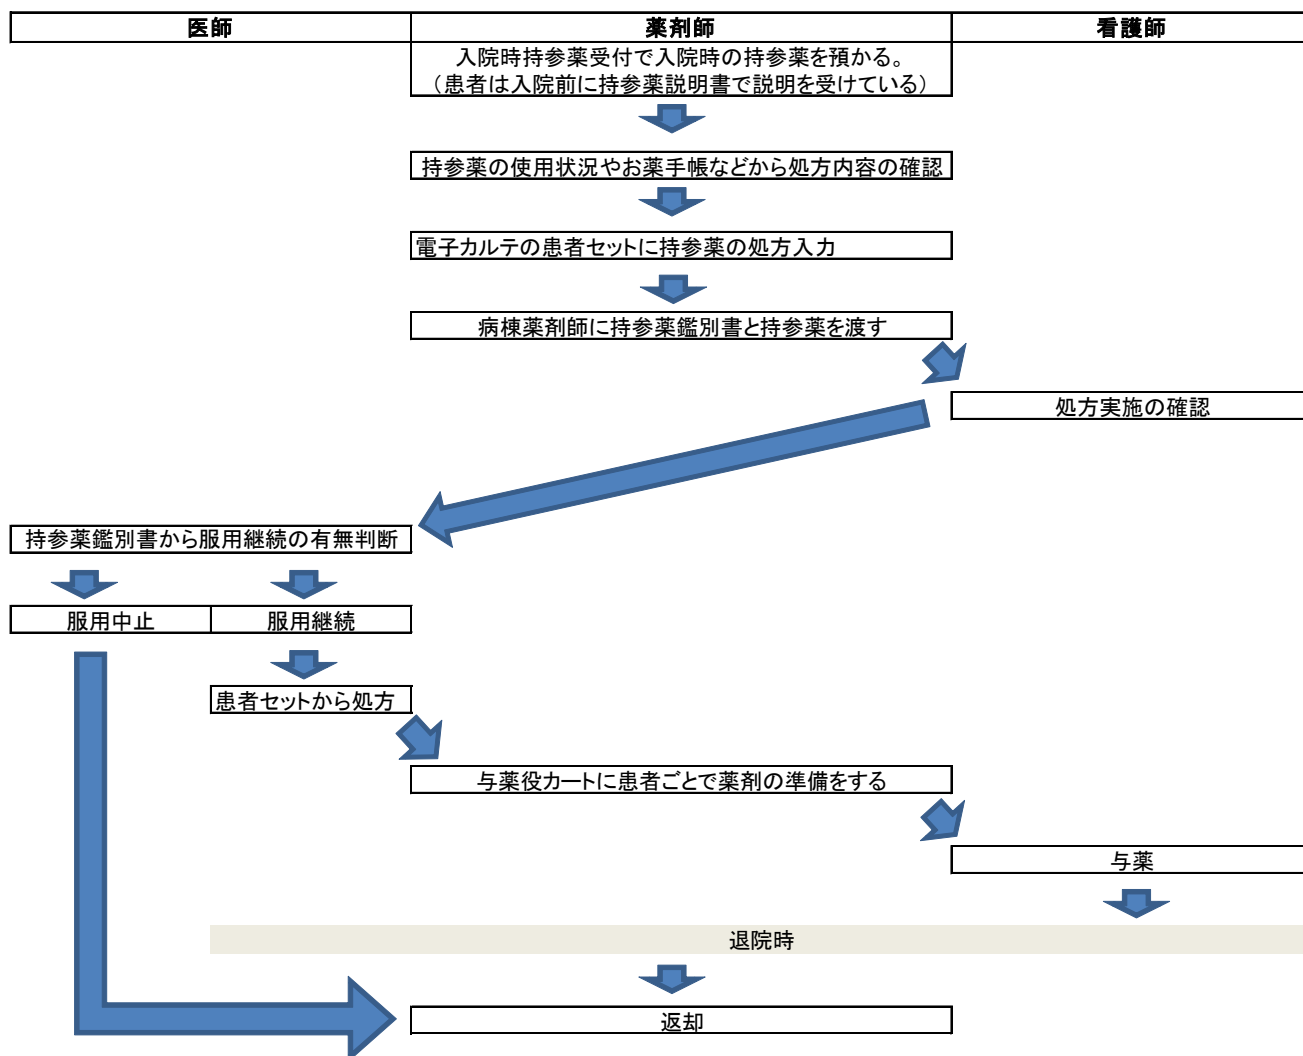 医師
薬剤師
看護師
入院時持参薬受付で入院時の持参薬を預かる。
（患者は入院前に持参薬説明書で説明を受けている）
持参薬の使用状況やお薬手帳などから処方内容の確認
電子カルテの患者セットに持参薬の処方入力
病棟薬剤師に持参薬鑑別書と持参薬を渡す
処方実施の確認
持参薬鑑別書から服用継続の有無判断
服用中止
服用継続
患者セットから処方
与薬役カートに患者ごとで薬剤の準備をする
与薬
退院時
返却